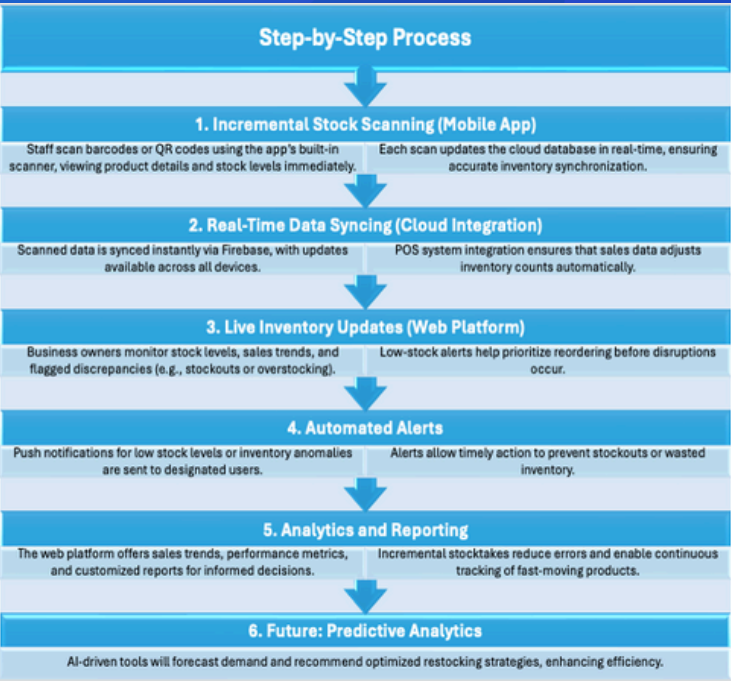 Step-by-Step Process
1. Incremental Stock Scanning (Mobile App)
Staff scan barcodes or QR codes using the app's built-in
scanner, viewing product details and stock levels immediately.
Each scan updates the cloud database in real-time, ensuring
accurate inventory synchronization.
2. Real-Time Data Syncing (Cloud Integration)
Scanned data is synced instantly via Firebase, with updates
available across all devices.
POS system integration ensures that sales data adjusts
inventory counts automatically.
3. Live Inventory Updates (Web Platform)
Business owners monitor stock levels, sales trends, and
flagged discrepancies (e.g., stockouts or overstocking).
Low-stock alerts help prioritize reordering before disruptions
occur.
4. Automated Alerts
Push notifications for low stock levels or inventory anomalies
are sent to designated users.
Alerts allow timely action to prevent stockouts or wasted
inventory.
5. Analytics and Reporting
The web platform offers sales trends, performance metrics,
and customized reports for informed decisions.
Incremental stocktakes reduce errors and enable continuous
tracking of fast-moving products.
6. Future: Predictive Analytics
AI-driven tools will forecast demand and recommend optimized restocking strategies, enhancing efficiency.